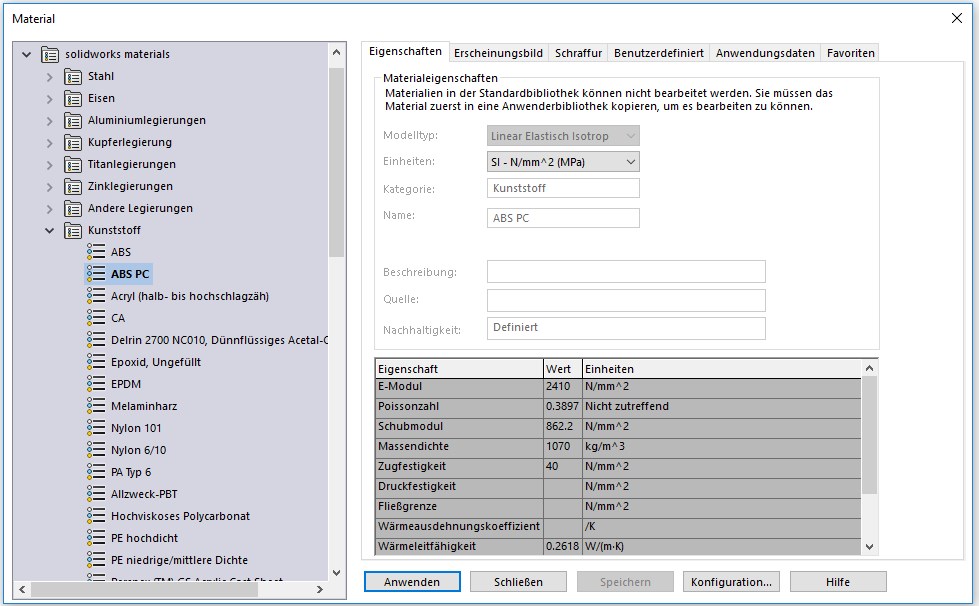 Material
solidworks materials
Stahl
Eisen
Aluminiumlegierungen
Kupferlegierung
Titanlegierungen
Zinklegierungen
Andere Legierungen
Kunststoff
ABS
ABS PC
Acryl (halb- bis hochschlagzäh)
CA
Delrin 2700 NC010, Dünnflüssiges Acetal-C
Epoxid, Ungefüllt
EPDM
Melaminharz
Nylon 101
Nylon 6/10
PA Typ 6
Allzweck-PBT
Hochviskoses Polycarbonat
PE hochdicht
PE niedrige/mittlere Dichte
Eigenschaften Erscheinungsbild Schraffur Benutzerdefiniert Anwendungsdaten Favoriten
Materialeigenschaften
Materialien in der Standardbibliothek können nicht bearbeitet werden. Sie müssen das
Material zuerst in eine Anwenderbibliothek kopieren, um es bearbeiten zu können.
Modelltyp: Linear Elastisch Isotrop
Einheiten: SI - N/mm^2 (MPa)
Kategorie: Kunststoff
Name: ABS PC
Beschreibung:
Quelle:
Nachhaltigkeit: Definiert
Eigenschaft Wert Einheiten
E-Modul 2410 N/mm^2
Poissonzahl 0.3897 Nicht zutreffend
Schubmodul 862.2 N/mm^2
Massendichte 1070 kg/m^3
Zugfestigkeit 40 N/mm^2
Druckfestigkeit N/mm^2
Fließgrenze N/mm^2
Wärmeausdehnungskoeffizient /K
Wärmeleitfähigkeit 0.2618 W/(m·K)
Anwenden Schließen Speichern Konfiguration... Hilfe